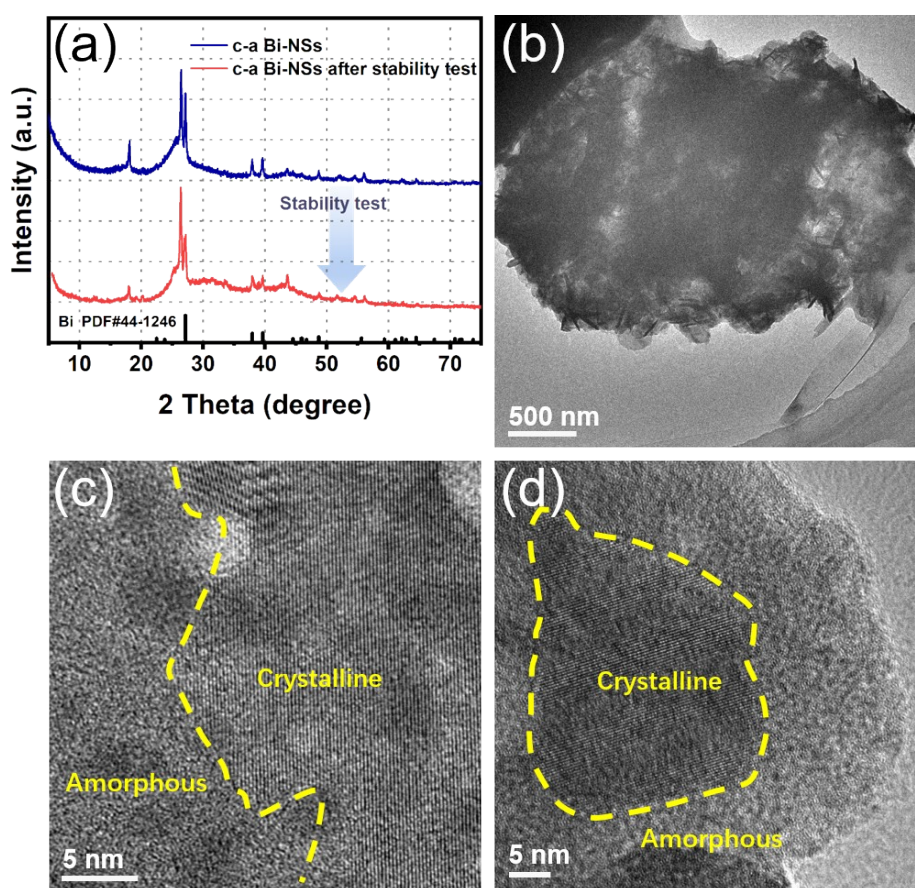 (a)
c-a Bi-NSs
c-a Bi-NSs after stability test
Stability test
Bi PDF#44-1246
Intensity (a.u.)
10 20 30 40 50 60 70
2 Theta (degree)
(b)
500 nm
(c)
Crystalline
Amorphous
5 nm
(d)
Crystalline
Amorphous
5 nm